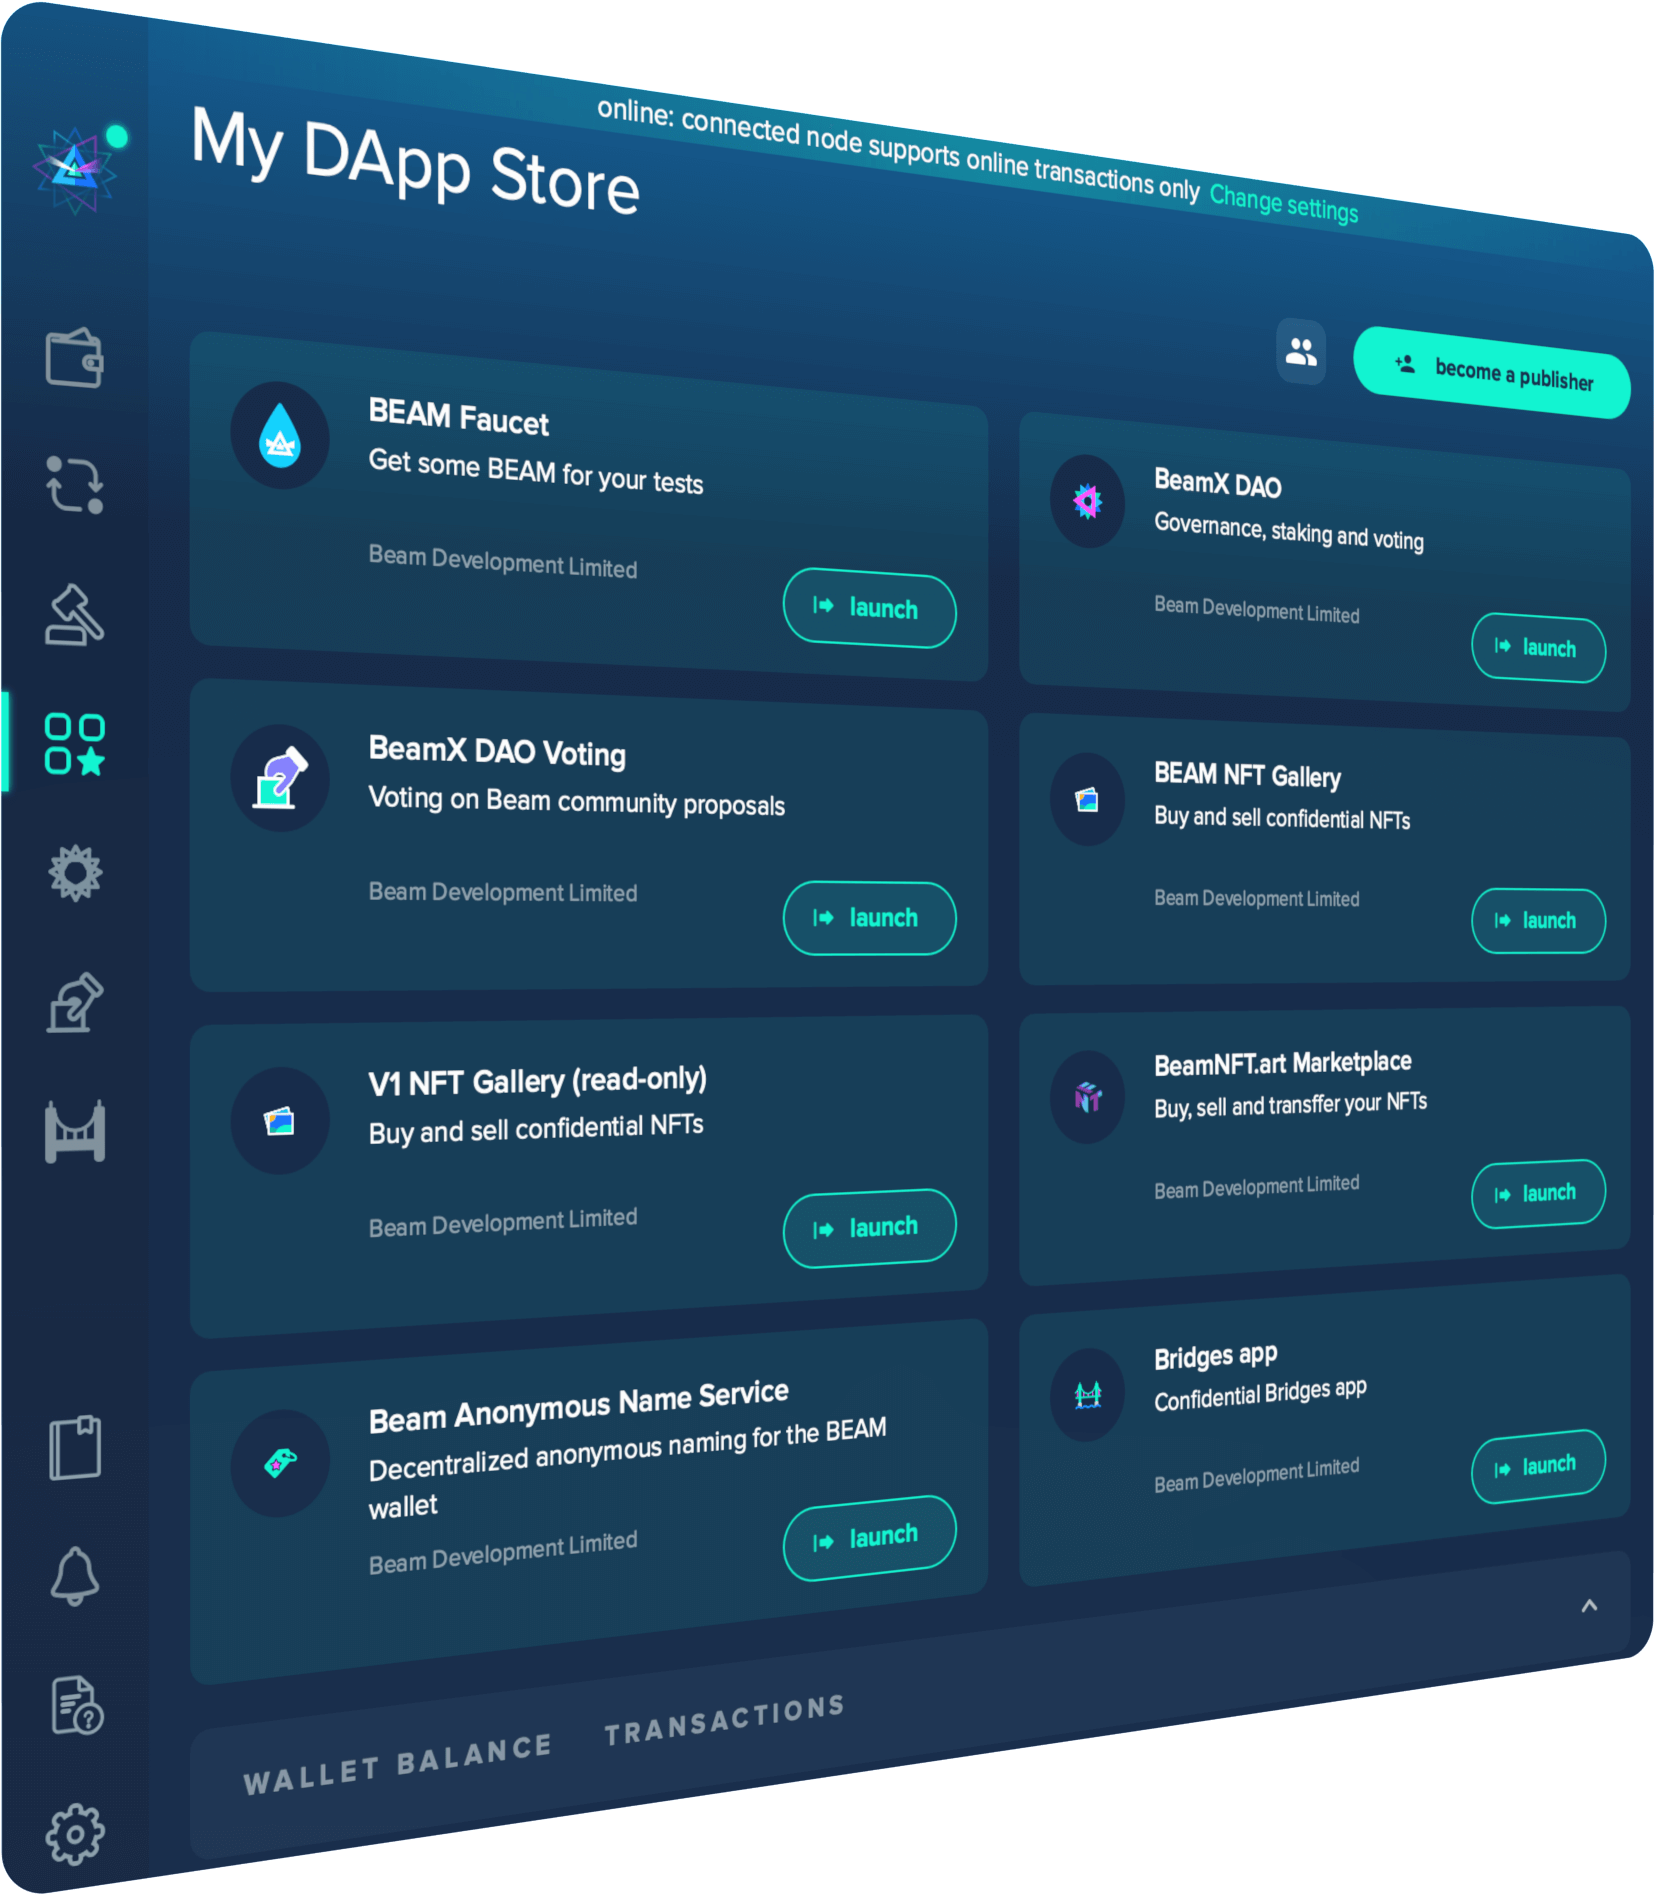 online: connected node supports online transactions only Change settings
My DApp Store
become a publisher
BEAM Faucet
Get some BEAM for your tests
Beam Development Limited
launch
BeamX DAO
Governance, staking and voting
Beam Development Limited
launch
BeamX DAO Voting
Voting on Beam community proposals
Beam Development Limited
launch
BEAM NFT Gallery
Buy and sell confidential NFTs
Beam Development Limited
launch
V1 NFT Gallery (read-only)
Buy and sell confidential NFTs
Beam Development Limited
launch
BeamNFT.art Marketplace
Buy, sell and transffer your NFTs
Beam Development Limited
launch
Beam Anonymous Name Service
Decentralized anonymous naming for the BEAM
wallet
Beam Development Limited
launch
Bridges app
Confidential Bridges app
Beam Development Limited
launch
WALLET BALANCE
TRANSACTIONS